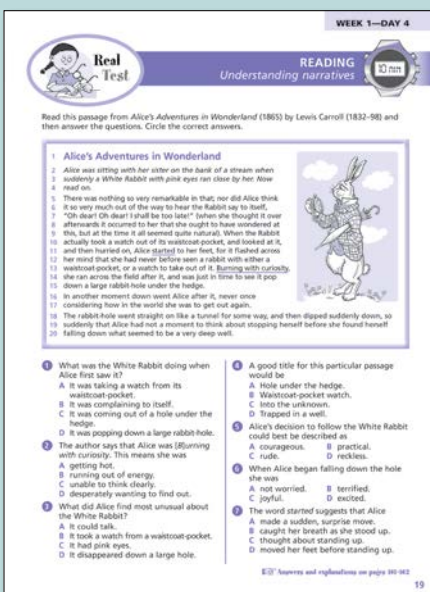 WEEK 1—DAY 4
Real
Test
READING
Understanding narratives
10 min
Read this passage from Alice's Adventures in Wonderland (1865) by Lewis Carroll (1832–98) and
then answer the questions. Circle the correct answers.
1 Alice's Adventures in Wonderland
2 Alice was sitting with her sister on the bank of a stream when
3 suddenly a White Rabbit with pink eyes ran close by her. Now
4 read on.
5 There was nothing so very remarkable in that; nor did Alice think
6 it so very much out of the way to hear the Rabbit say to itself,
7 "Oh dear! Oh dear! I shall be too late!" (when she thought it over
8 afterwards it occurred to her that she ought to have wondered at
9 this, but at the time it all seemed quite natural). When the Rabbit
10 actually took a watch out of its waistcoat-pocket, and looked at it,
11 and then hurried on, Alice started to her feet, for it flashed across
12 her mind that she had never before seen a rabbit with either a
13 waistcoat-pocket, or a watch to take out of it. Burning with curiosity,
14 she ran across the field after it, and was just in time to see it pop
15 down a large rabbit-hole under the hedge.
16 In another moment down went Alice after it, never once
17 considering how in the world she was to get out again.
18 The rabbit-hole went straight on like a tunnel for some way, and then dipped suddenly down, so
19 suddenly that Alice had not a moment to think about stopping herself before she found herself
20 falling down what seemed to be a very deep well.
1 What was the White Rabbit doing when
Alice first saw it?
A It was taking a watch from its
waistcoat-pocket.
B It was complaining to itself.
C It was coming out of a hole under the
hedge.
D It was popping down a large rabbit-hole.
2 The author says that Alice was [B]urning
with curiosity. This means she was
A getting hot.
B running out of energy.
C unable to think clearly.
D desperately wanting to find out.
3 What did Alice find most unusual about
the White Rabbit?
A It could talk.
B It took a watch from a waistcoat-pocket.
C It had pink eyes.
D It disappeared down a large hole.
4 A good title for this particular passage
would be
A Hole under the hedge.
B Waistcoat-pocket watch.
C Into the unknown.
D Trapped in a well.
5 Alice's decision to follow the White Rabbit
could best be described as
A courageous. B practical.
C rude. D reckless.
6 When Alice began falling down the hole
she was
A not worried. B terrified.
C joyful. D excited.
7 The word started suggests that Alice
A made a sudden, surprise move.
B caught her breath as she stood up.
C thought about standing up.
D moved her feet before standing up.
Answers and explanations on pages 161–162
19